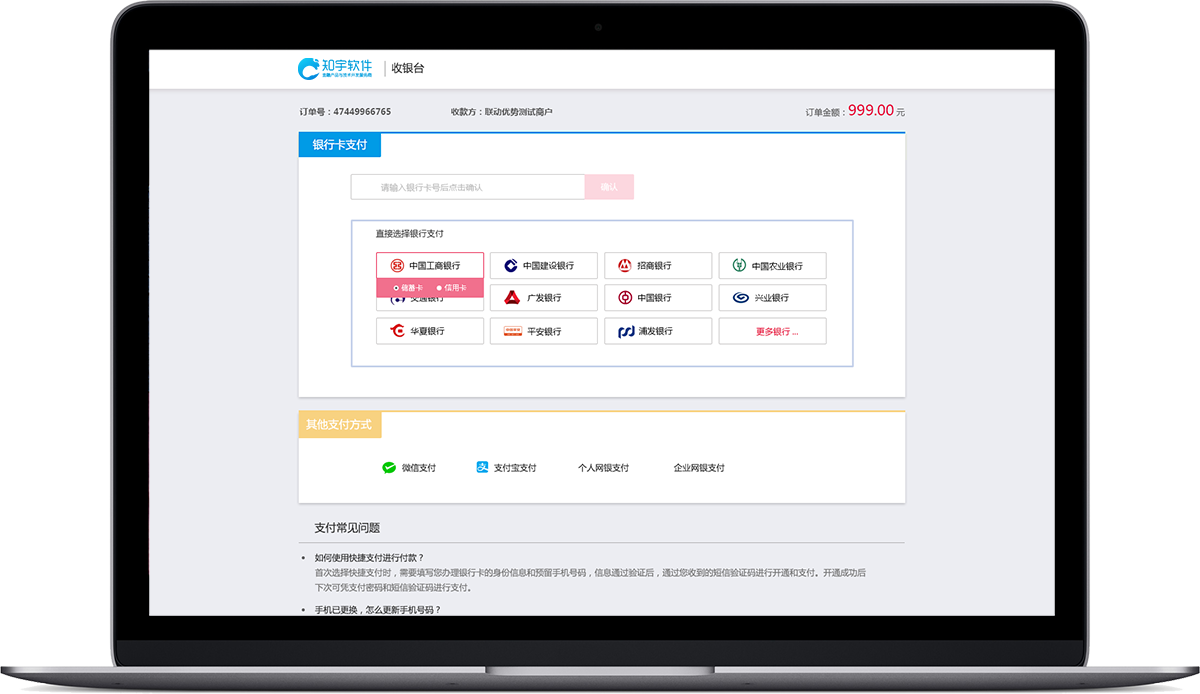 知宇软件
金融产品与技术开发服务商
收银台
订单号：47449966765 收款方：联动优势测试商户 订单金额：999.00 元
银行卡支付
请输入银行卡号后点击确认 确认
直接选择银行支付
中国工商银行 中国建设银行 招商银行 中国农业银行
储蓄卡 信用卡
交通银行 广发银行 中国银行 兴业银行
华夏银行 平安银行 浦发银行 更多银行 ...
其他支付方式
微信支付 支付宝支付 个人网银支付 企业网银支付
支付常见问题
• 如何使用快捷支付进行付款？
首次选择快捷支付时，需要填写您办理银行卡的身份信息和预留手机号码，信息通过验证后，通过您收到的短信验证码进行开通和支付。开通成功后
下次可凭支付密码和短信验证码进行支付。
• 手机已更换，怎么更新手机号码？